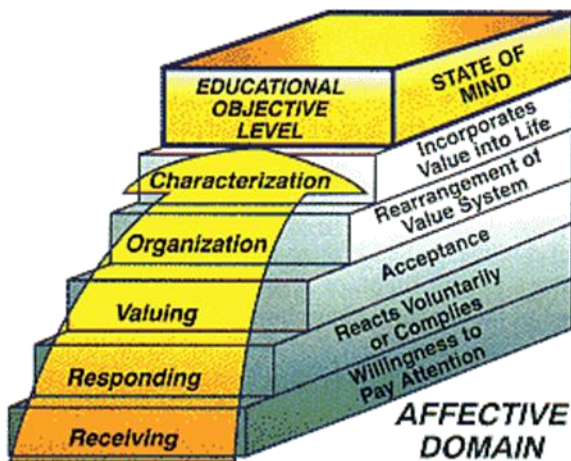 EDUCATIONAL
OBJECTIVE
LEVEL
STATE OF
MIND
Characterization
Incorporates
Value into Life
Organization
Rearrangement of
Value System
Valuing
Acceptance
Responding
Reacts Voluntarily
or Complies
Receiving
Willingness to
Pay Attention
AFFECTIVE
DOMAIN